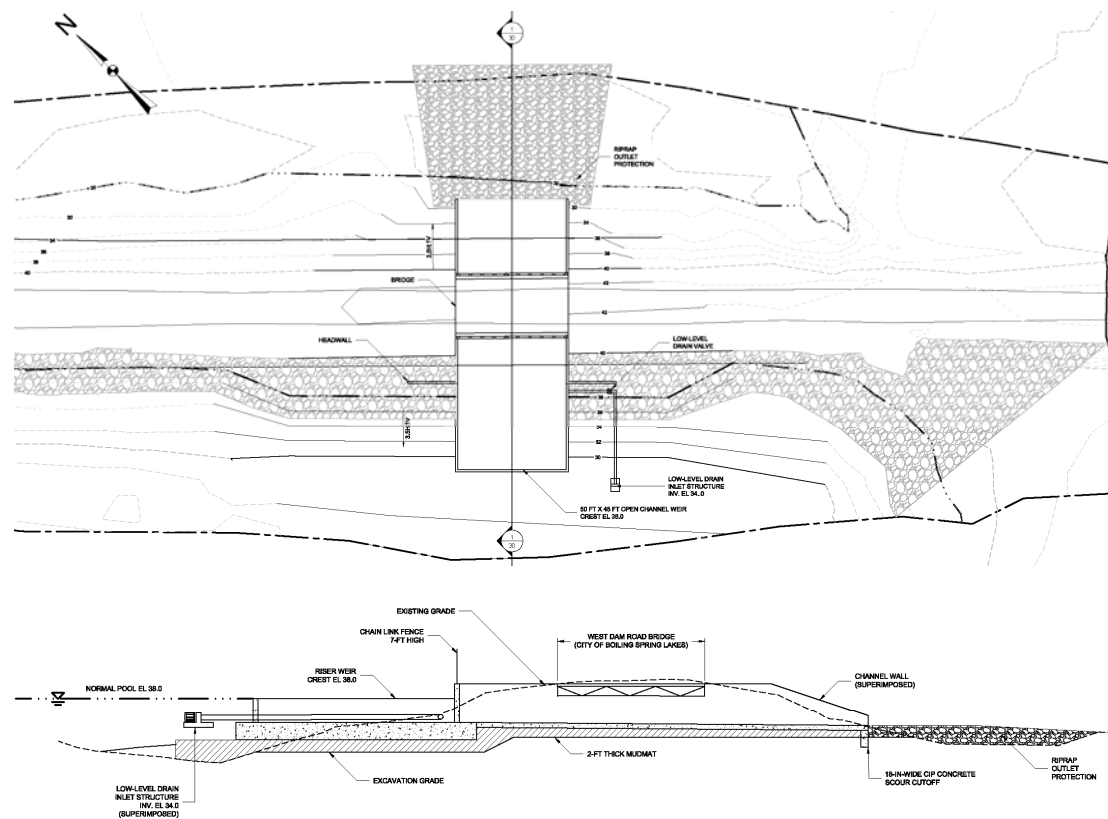 N
1
30
RIPRAP
OUTLET
PROTECTION
3.5H:1V
BRIDGE
HEADWALL
LOW-LEVEL
DRAIN VALVE
3.5H:1V
LOW-LEVEL DRAIN
INLET STRUCTURE
INV. EL 34..0
50 FT X 45 FT OPEN CHANNEL WEIR
CREST EL 38.0
1
30
EXISTING GRADE
CHAIN LINK FENCE
7-FT HIGH
WEST DAM ROAD BRIDGE
(CITY OF BOILING SPRING LAKES)
RISER WEIR
CREST EL 38.0
NORMAL POOL EL 38.0
CHANNEL WALL
(SUPERIMPOSED)
2-FT THICK MUDMAT
EXCAVATION GRADE
LOW-LEVEL DRAIN
INLET STRUCTURE
INV. EL 34.0
(SUPERIMPOSED)
18-IN-WIDE CIP CONCRETE
SCOUR CUTOFF
RIPRAP
OUTLET
PROTECTION